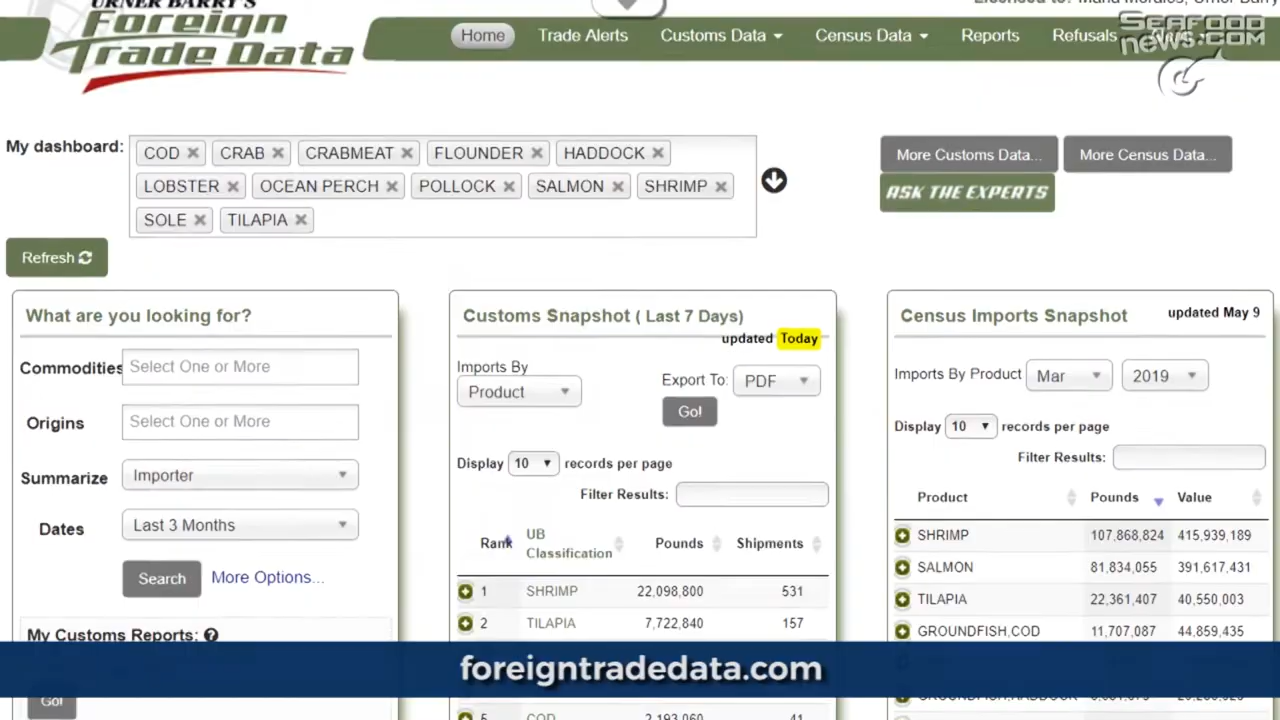 URNER BARRY'S
Foreign
Trade Data
Home
Trade Alerts
Customs Data
Census Data
Reports
Refusals
SEAFOOD
news.com
My dashboard:
COD
CRAB
CRABMEAT
FLOUNDER
HADDOCK
LOBSTER
OCEAN PERCH
POLLOCK
SALMON
SHRIMP
SOLE
TILAPIA
More Customs Data...
More Census Data...
ASK THE EXPERTS
Refresh
What are you looking for?
Commodities
Select One or More
Origins
Select One or More
Summarize
Importer
Dates
Last 3 Months
Search
More Options...
My Customs Reports:
Go!
Customs Snapshot ( Last 7 Days)
updated Today
Imports By
Product
Export To:
PDF
Go!
Display 10 records per page
Filter Results:
Rank UB Classification Pounds Shipments
1 SHRIMP 22,098,800 531
2 TILAPIA 7,722,840 157
5 COD 2,193,060 41
Census Imports Snapshot
updated May 9
Imports By Product Mar 2019
Display 10 records per page
Filter Results:
Product Pounds Value
SHRIMP 107,868,824 415,939,189
SALMON 81,834,055 391,617,431
TILAPIA 22,361,407 40,550,003
GROUNDFISH,COD 11,707,087 44,859,435
foreigntradedata.com